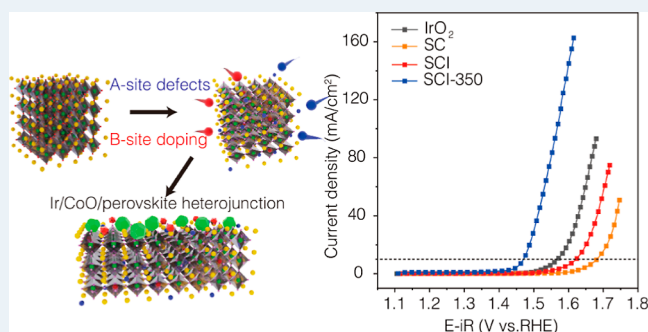 A-site defects
B-site doping
Ir/CoO/perovskite heterojunction
Current density (mA/cm²)
160
120
80
40
0
IrO₂
SC
SCI
SCI-350
1.1 1.2 1.3 1.4 1.5 1.6 1.7 1.8
E-iR (V vs.RHE)